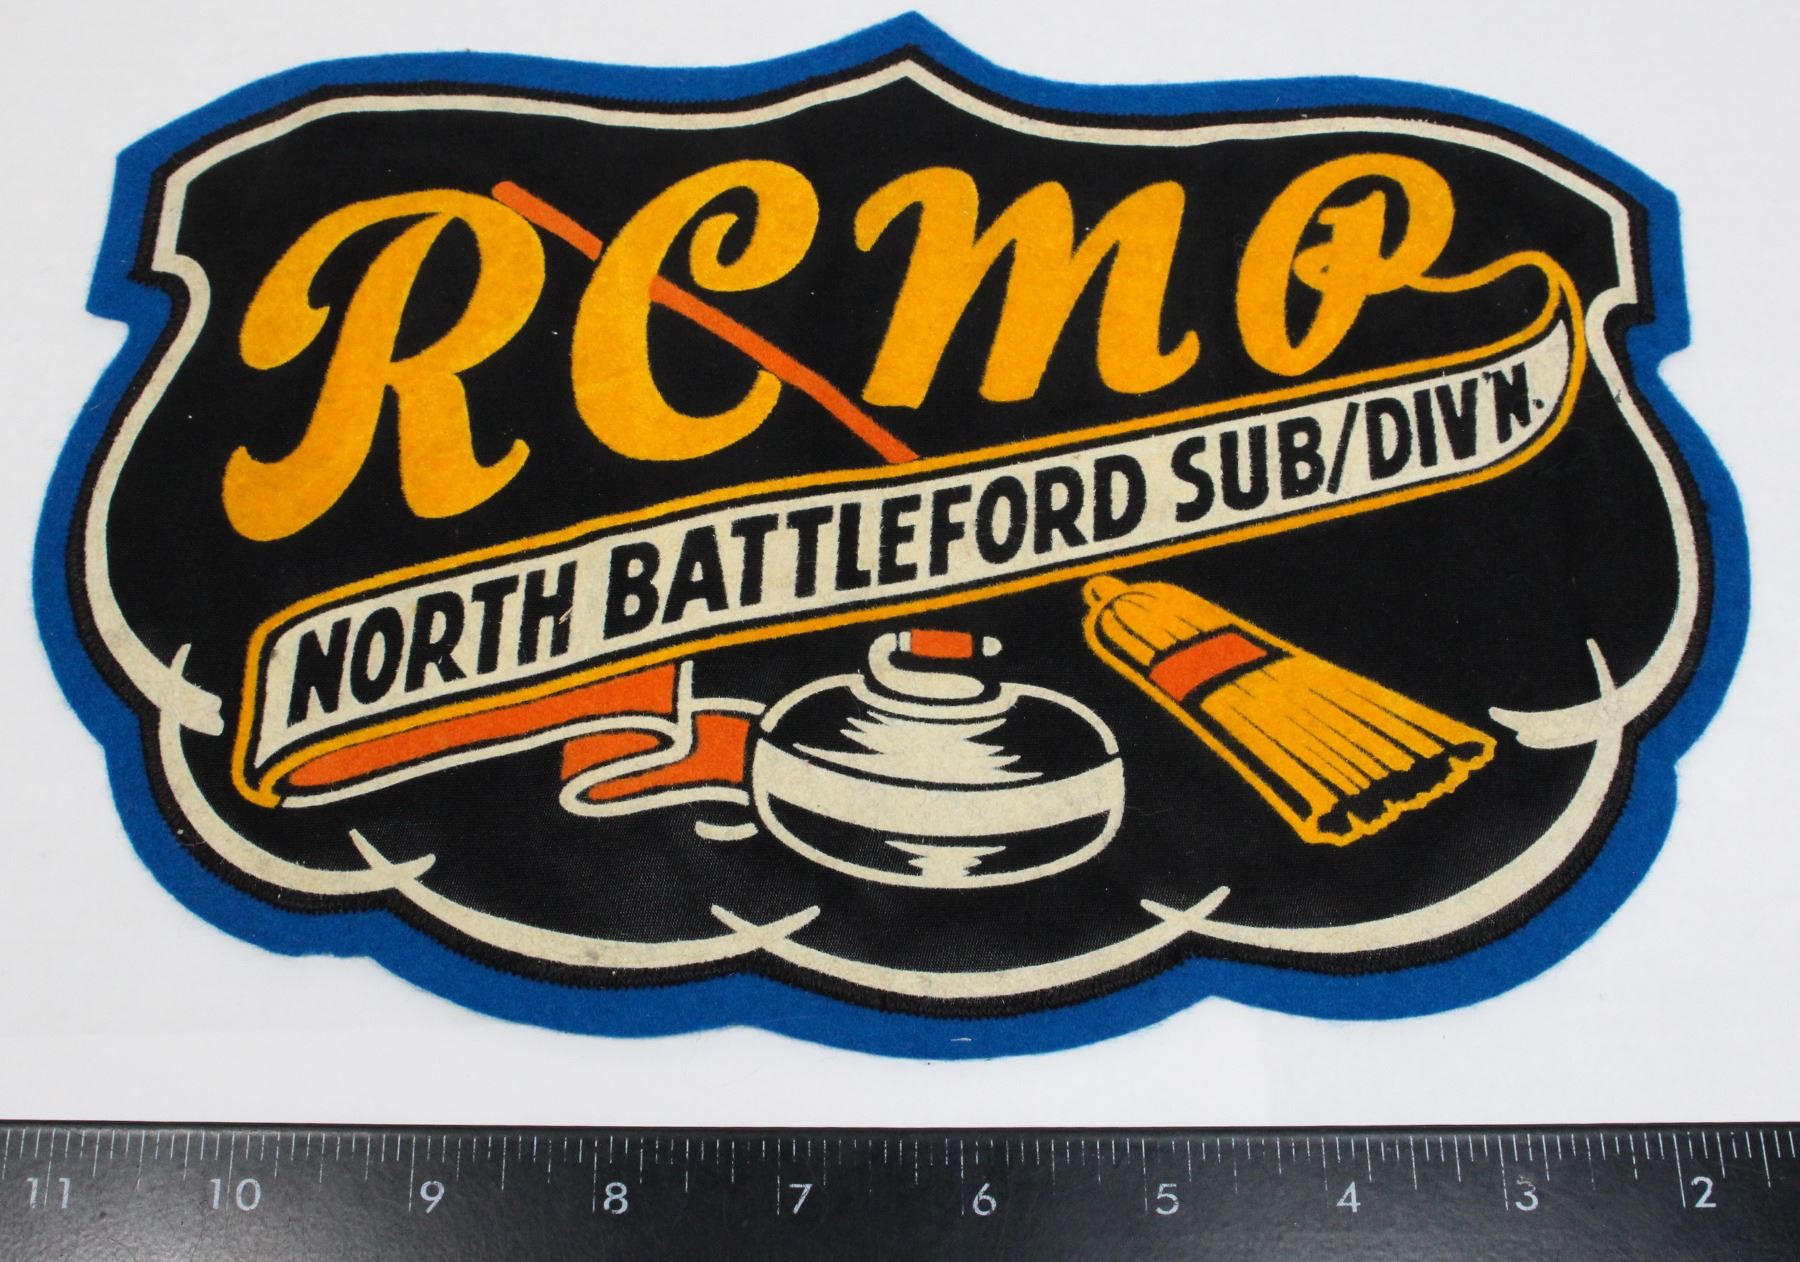 RCMP
NORTH BATTLEFORD SUB/DIV'N.
11 10 9 8 7 6 5 4 3 2